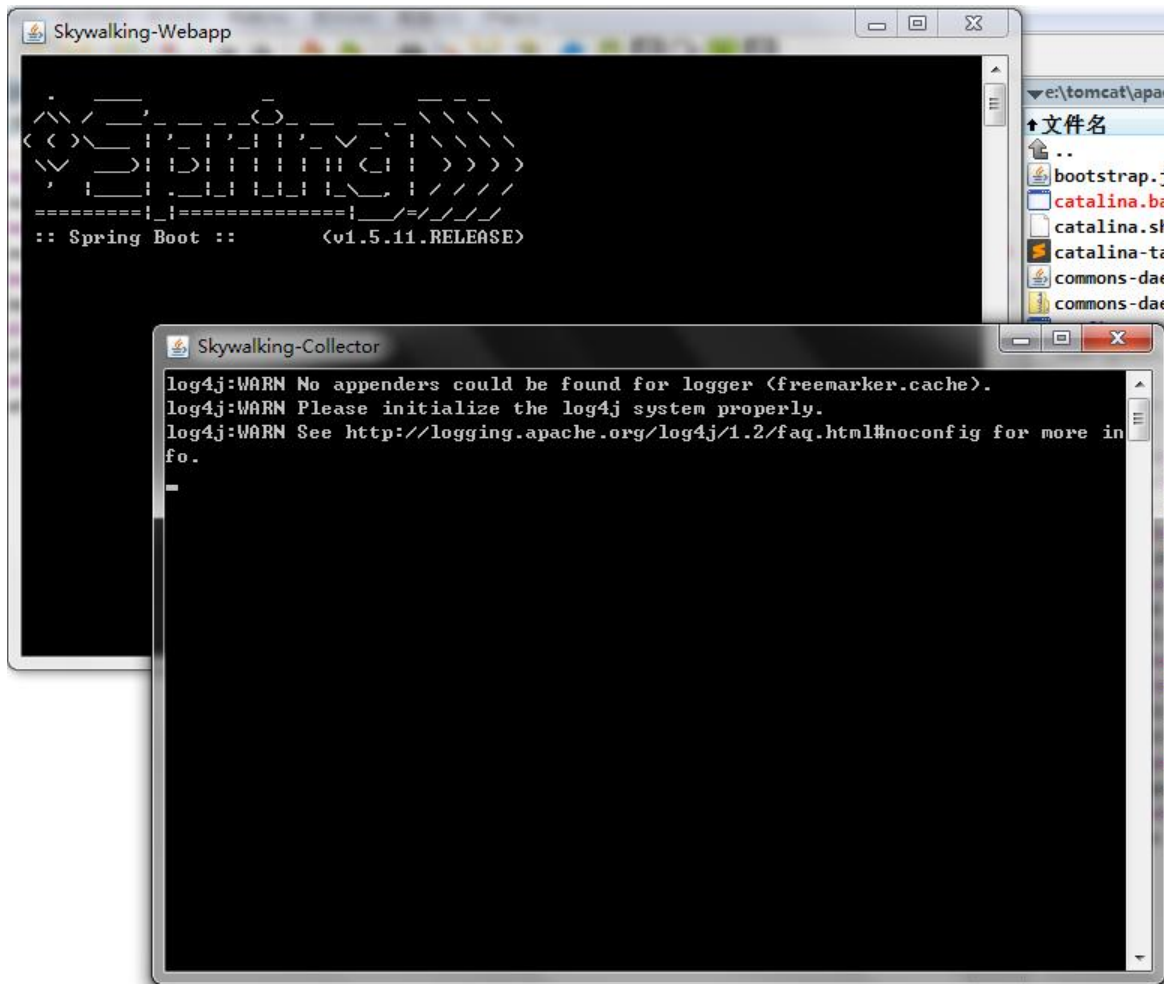 Skywalking-Webapp
:: Spring Boot ::        (v1.5.11.RELEASE)
e:\tomcat\apa
文件名
..
bootstrap.j
catalina.ba
catalina.sh
catalina-ta
commons-dae
commons-dae
Skywalking-Collector
log4j:WARN No appenders could be found for logger (freemarker.cache).
log4j:WARN Please initialize the log4j system properly.
log4j:WARN See http://logging.apache.org/log4j/1.2/faq.html#noconfig for more in
fo.